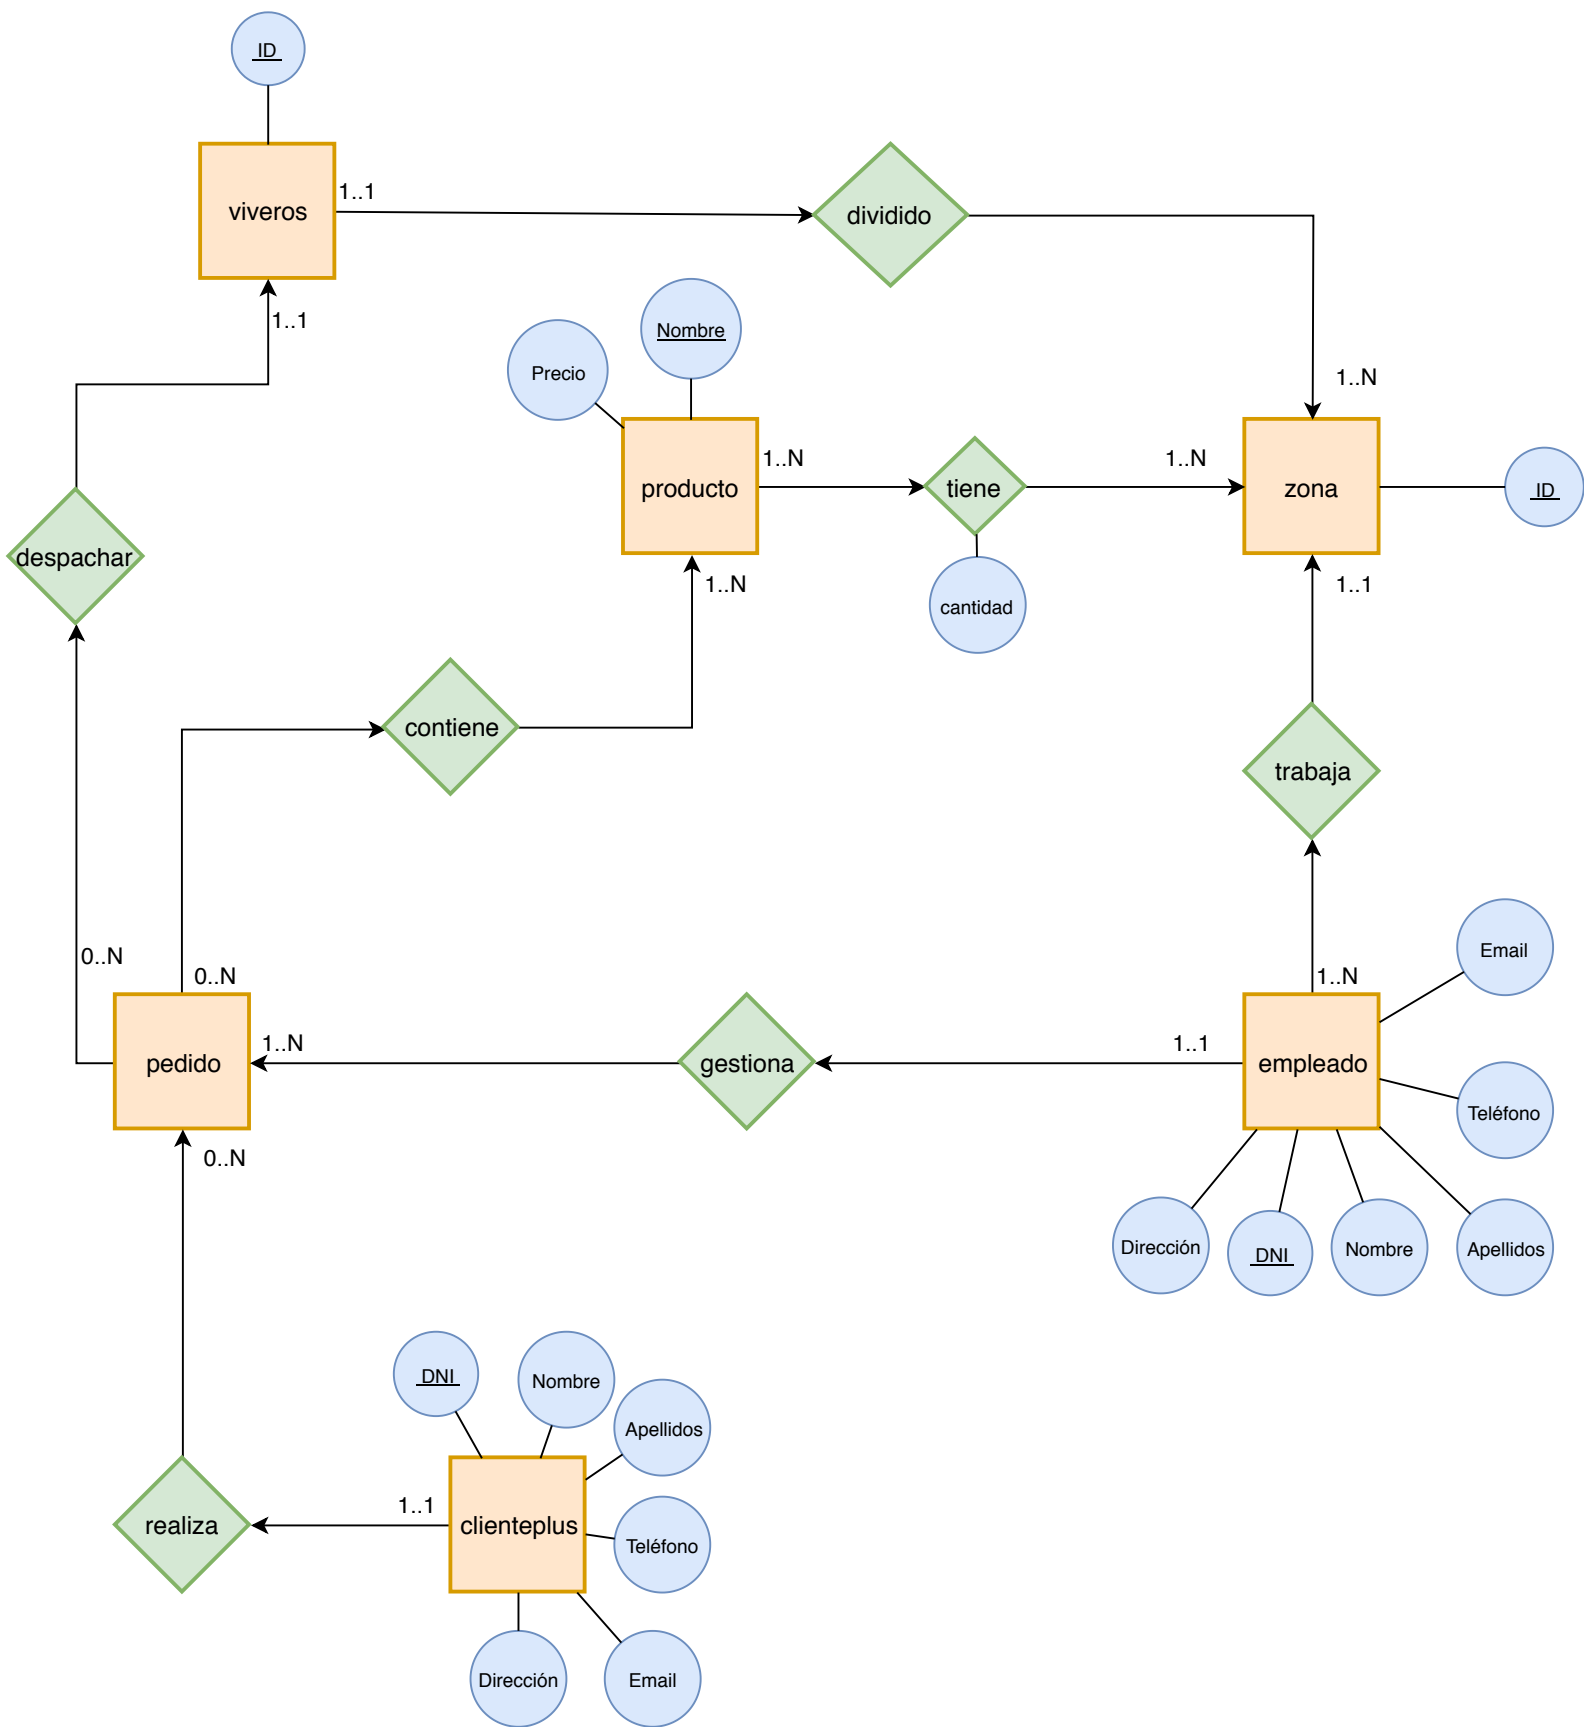 ID
viveros
1..1
dividido
1..1
Nombre
Precio
1..N
producto
1..N
tiene
1..N
zona
ID
despachar
1..N
cantidad
1..1
contiene
trabaja
Email
0..N
0..N
1..N
pedido
1..N
gestiona
1..1
empleado
Teléfono
0..N
Dirección
DNI
Nombre
Apellidos
DNI
Nombre
Apellidos
realiza
1..1
clienteplus
Teléfono
Dirección
Email